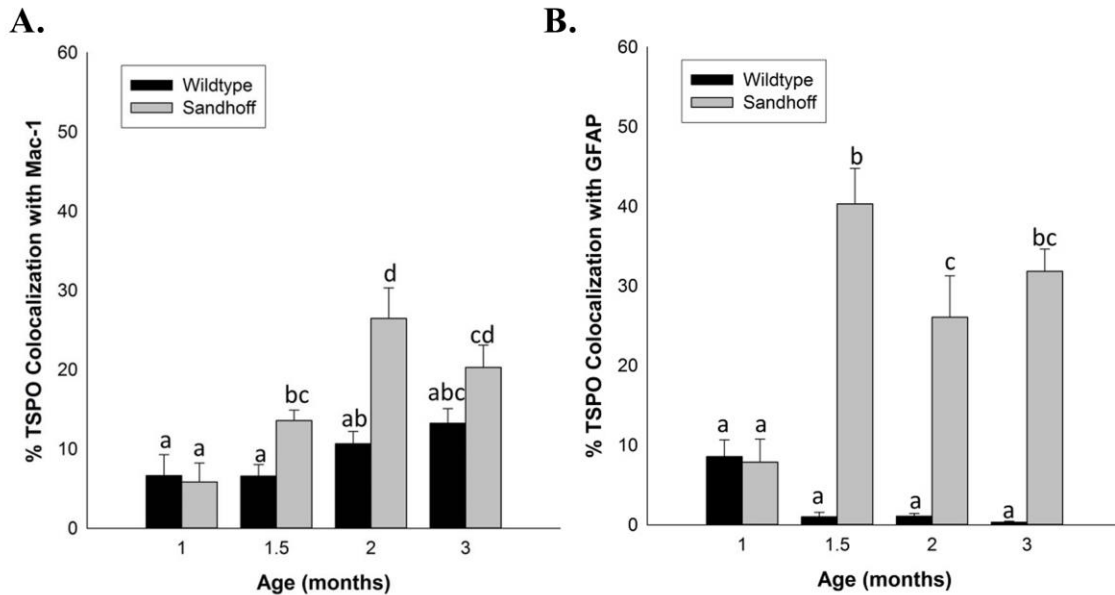 A.
% TSPO Colocalization with Mac-1
60
50
40
30
20
10
0
Wildtype
Sandhoff
a
a
a
bc
ab
d
abc
cd
1
1.5
2
3
Age (months)
B.
% TSPO Colocalization with GFAP
60
50
40
30
20
10
0
Wildtype
Sandhoff
a
a
a
b
a
c
a
bc
1
1.5
2
3
Age (months)